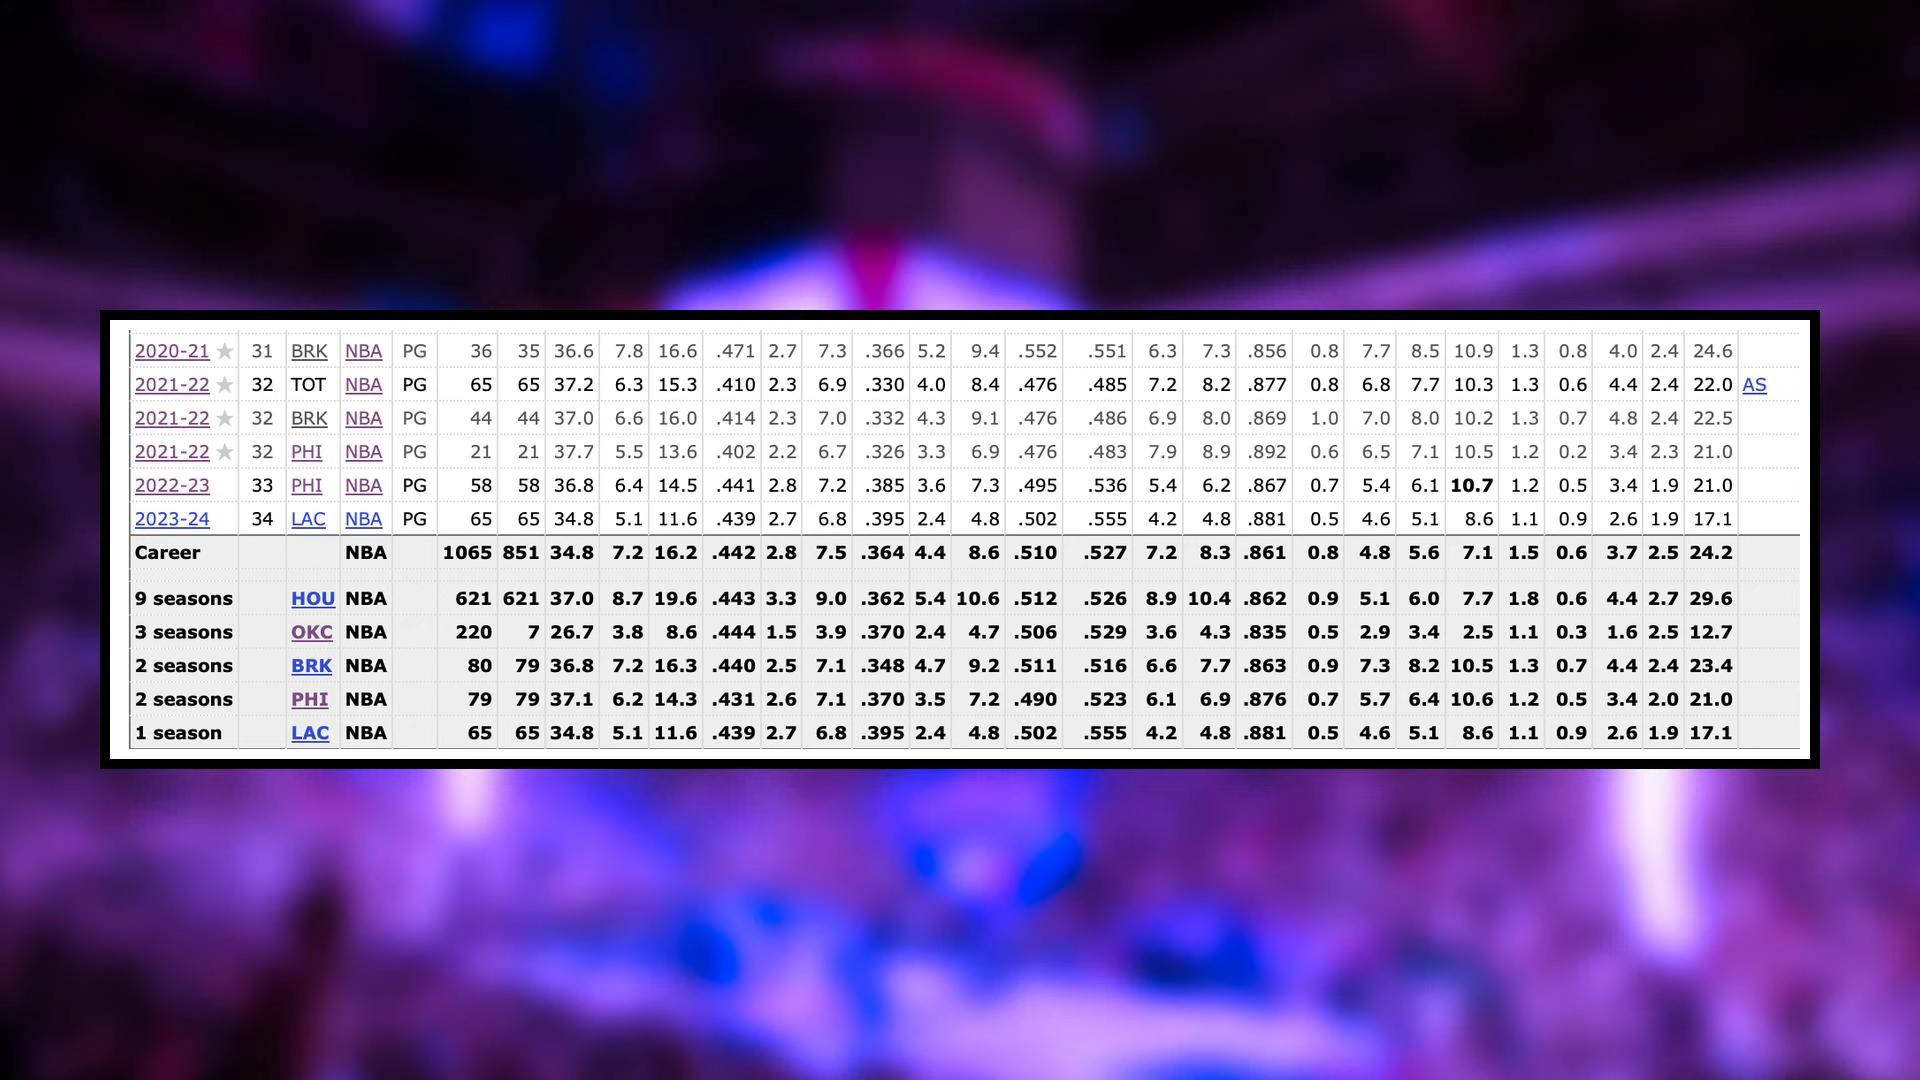 2020-21 ★ 31 BRK NBA PG 36 35 36.6 7.8 16.6 .471 2.7 7.3 .366 5.2 9.4 .552 .551 6.3 7.3 .856 0.8 7.7 8.5 10.9 1.3 0.8 4.0 2.4 24.6
2021-22 ★ 32 TOT NBA PG 65 65 37.2 6.3 15.3 .410 2.3 6.9 .330 4.0 8.4 .476 .485 7.2 8.2 .877 0.8 6.8 7.7 10.3 1.3 0.6 4.4 2.4 22.0 AS
2021-22 ★ 32 BRK NBA PG 44 44 37.0 6.6 16.0 .414 2.3 7.0 .332 4.3 9.1 .476 .486 6.9 8.0 .869 1.0 7.0 8.0 10.2 1.3 0.7 4.8 2.4 22.5
2021-22 ★ 32 PHI NBA PG 21 21 37.7 5.5 13.6 .402 2.2 6.7 .326 3.3 6.9 .476 .483 7.9 8.9 .892 0.6 6.5 7.1 10.5 1.2 0.2 3.4 2.3 21.0
2022-23 33 PHI NBA PG 58 58 36.8 6.4 14.5 .441 2.8 7.2 .385 3.6 7.3 .495 .536 5.4 6.2 .867 0.7 5.4 6.1 10.7 1.2 0.5 3.4 1.9 21.0
2023-24 34 LAC NBA PG 65 65 34.8 5.1 11.6 .439 2.7 6.8 .395 2.4 4.8 .502 .555 4.2 4.8 .881 0.5 4.6 5.1 8.6 1.1 0.9 2.6 1.9 17.1
Career NBA 1065 851 34.8 7.2 16.2 .442 2.8 7.5 .364 4.4 8.6 .510 .527 7.2 8.3 .861 0.8 4.8 5.6 7.1 1.5 0.6 3.7 2.5 24.2
9 seasons HOU NBA 621 621 37.0 8.7 19.6 .443 3.3 9.0 .362 5.4 10.6 .512 .526 8.9 10.4 .862 0.9 5.1 6.0 7.7 1.8 0.6 4.4 2.7 29.6
3 seasons OKC NBA 220 7 26.7 3.8 8.6 .444 1.5 3.9 .370 2.4 4.7 .506 .529 3.6 4.3 .835 0.5 2.9 3.4 2.5 1.1 0.3 1.6 2.5 12.7
2 seasons BRK NBA 80 79 36.8 7.2 16.3 .440 2.5 7.1 .348 4.7 9.2 .511 .516 6.6 7.7 .863 0.9 7.3 8.2 10.5 1.3 0.7 4.4 2.4 23.4
2 seasons PHI NBA 79 79 37.1 6.2 14.3 .431 2.6 7.1 .370 3.5 7.2 .490 .523 6.1 6.9 .876 0.7 5.7 6.4 10.6 1.2 0.5 3.4 2.0 21.0
1 season LAC NBA 65 65 34.8 5.1 11.6 .439 2.7 6.8 .395 2.4 4.8 .502 .555 4.2 4.8 .881 0.5 4.6 5.1 8.6 1.1 0.9 2.6 1.9 17.1